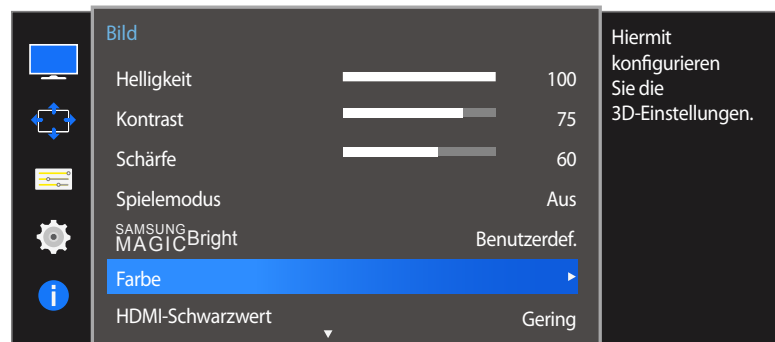 Bild
Helligkeit 100
Kontrast 75
Schärfe 60
Spielemodus Aus
SAMSUNG
MAGICBright Benutzerdef.
Farbe
HDMI-Schwarzwert Gering
Hiermit
konfigurieren
Sie die
3D-Einstellungen.